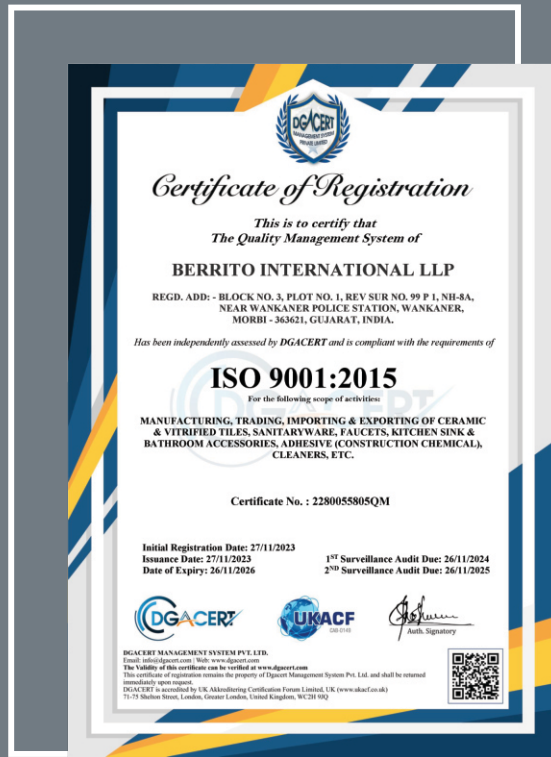 DGACERT
MANAGEMENT SYSTEM
PRIVATE LIMITED
Certificate of Registration
This is to certify that
The Quality Management System of
BERRITO INTERNATIONAL LLP
REGD. ADD: - BLOCK NO. 3, PLOT NO. 1, REV SUR NO. 99 P 1, NH-8A,
NEAR WANKANER POLICE STATION, WANKANER,
MORBI - 363621, GUJARAT, INDIA.
Has been independently assessed by DGACERT and is compliant with the requirements of
ISO 9001:2015
For the following scope of activities:
MANUFACTURING, TRADING, IMPORTING & EXPORTING OF CERAMIC
& VITRIFIED TILES, SANITARYWARE, FAUCETS, KITCHEN SINK &
BATHROOM ACCESSORIES, ADHESIVE (CONSTRUCTION CHEMICAL),
CLEANERS, ETC.
DGACERT
Certificate No. : 2280055805QM
Initial Registration Date: 27/11/2023
Issuance Date: 27/11/2023
Date of Expiry: 26/11/2026
1ST Surveillance Audit Due: 26/11/2024
2ND Surveillance Audit Due: 26/11/2025
DGACERT
UKACF
CAB-0140
Auth. Signatory
DGACERT MANAGEMENT SYSTEM PVT. LTD.
Email: info@dgacert.com | Web: www.dgacert.com
The Validity of this certificate can be verified at www.dgacert.com
This certificate of registration remains the property of Dgacert Management System Pvt. Ltd. and shall be returned
immediately upon request.
DGACERT is accredited by UK Akkreditering Certification Forum Limited, UK (www.ukacf.co.uk)
71-75 Shelton Street, London, Greater London, United Kingdom, WC2H 9JQ